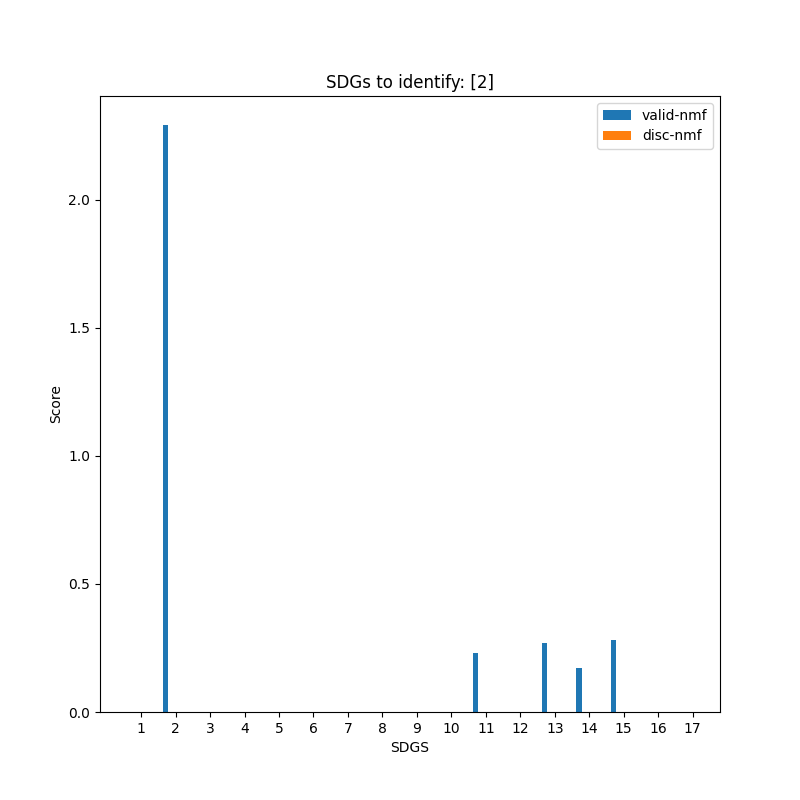 SDGs to identify: [2]
valid-nmf
disc-nmf
2.0
1.5
1.0
0.5
0.0
Score
1 2 3 4 5 6 7 8 9 10 11 12 13 14 15 16 17
SDGS